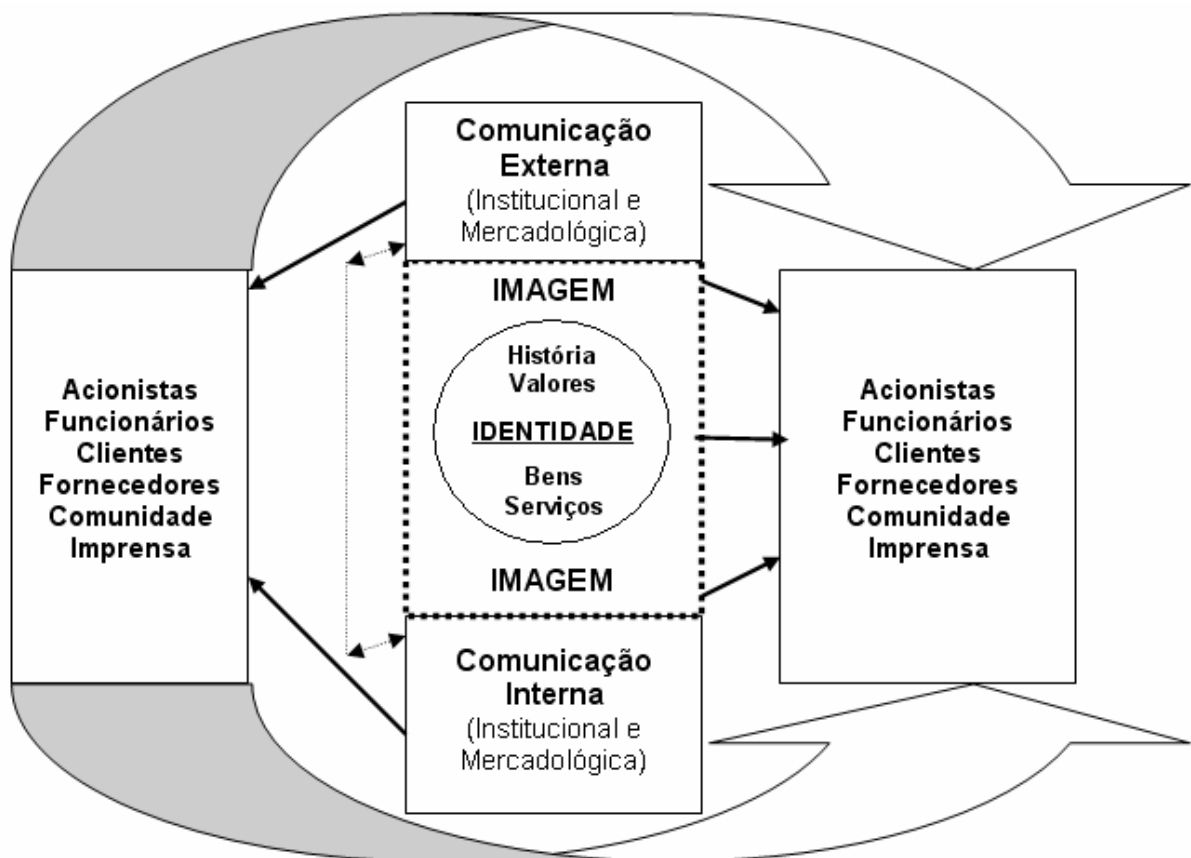 Comunicação
Externa
(Institucional e
Mercadológica)
IMAGEM
História
Valores
IDENTIDADE
Bens
Serviços
IMAGEM
Comunicação
Interna
(Institucional e
Mercadológica)
Acionistas
Funcionários
Clientes
Fornecedores
Comunidade
Imprensa
Acionistas
Funcionários
Clientes
Fornecedores
Comunidade
Imprensa